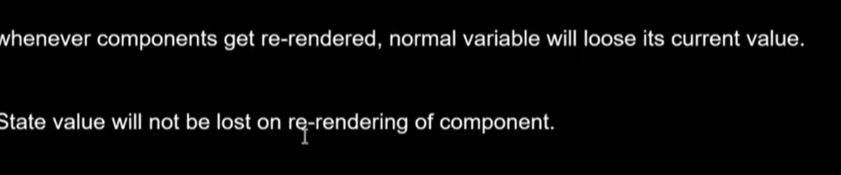 whenever components get re-rendered, normal variable will loose its current value.
State value will not be lost on re-rendering of component.